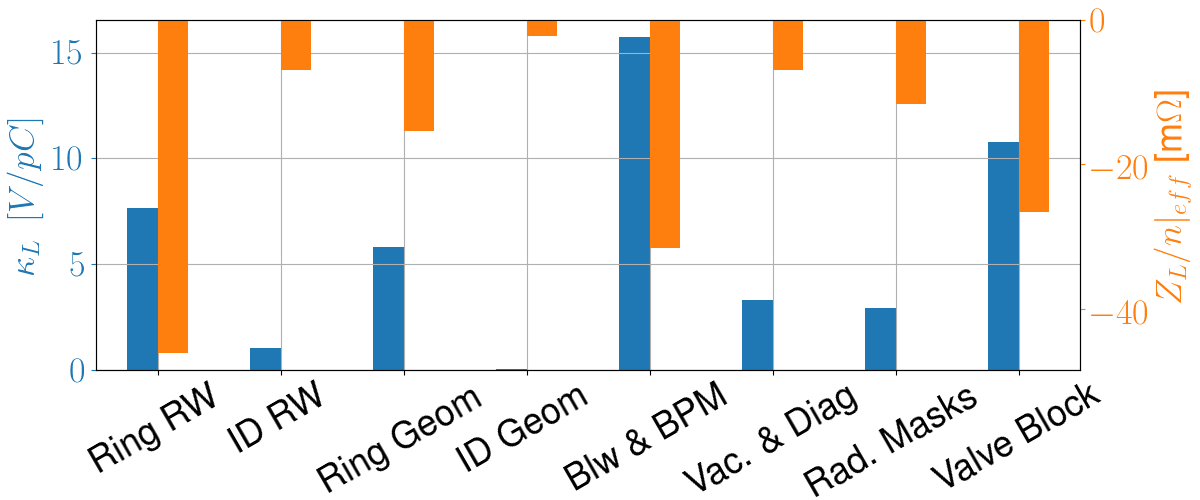 15
10
5
0
κ_L [V/pC]
0
−20
−40
Z_L/n|_eff [mΩ]
Ring RW
ID RW
Ring Geom
ID Geom
Blw & BPM
Vac. & Diag
Rad. Masks
Valve Block